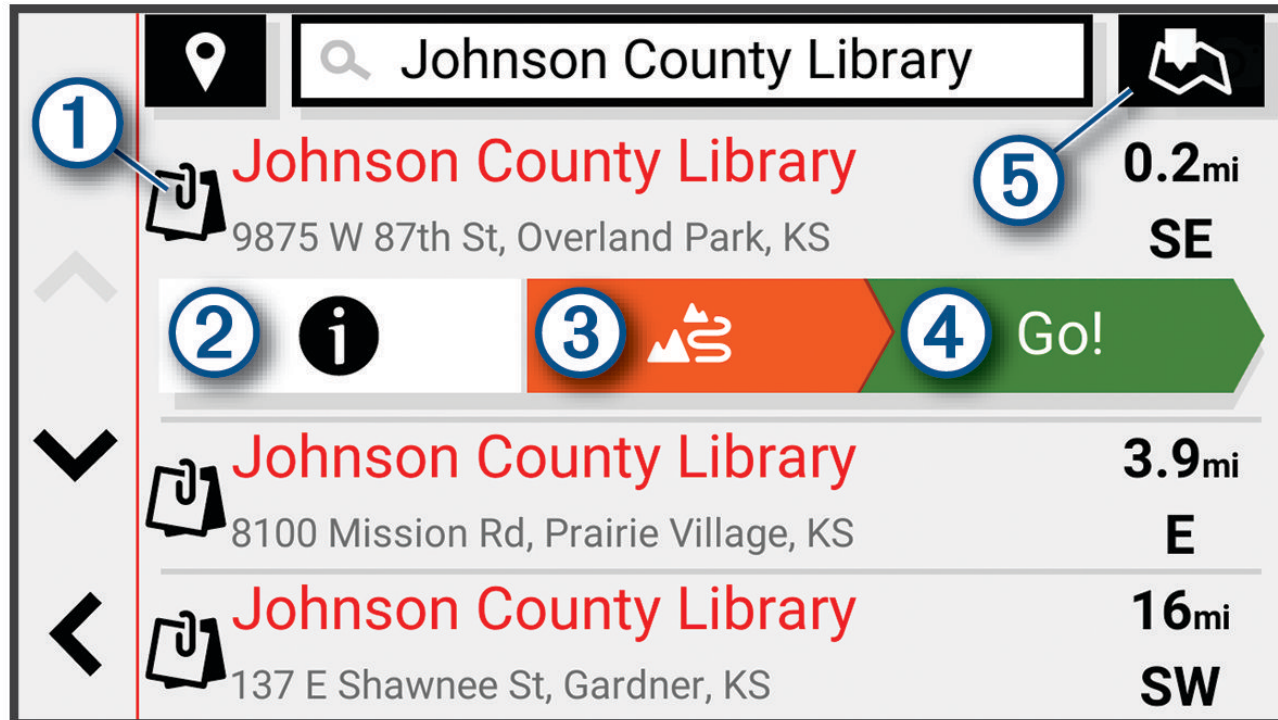 Johnson County Library
1
Johnson County Library
5
0.2mi
9875 W 87th St, Overland Park, KS
SE
2
i
3
4
Go!
Johnson County Library
3.9mi
8100 Mission Rd, Prairie Village, KS
E
Johnson County Library
16mi
137 E Shawnee St, Gardner, KS
SW